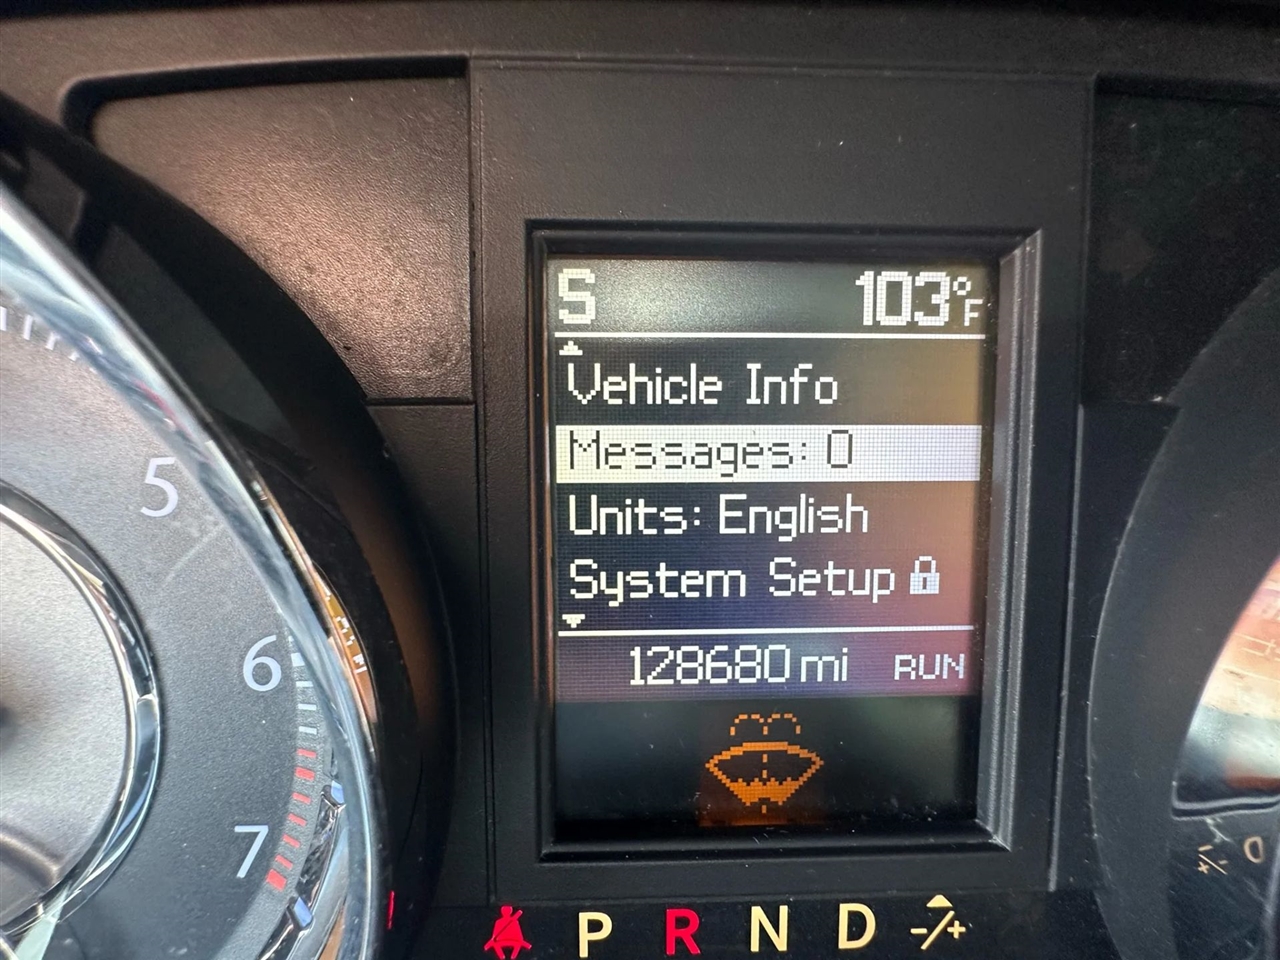 S 103°F
Vehicle Info
Messages: 0
Units: English
System Setup
128680 mi RUN
5
6
7
P R N D -/+